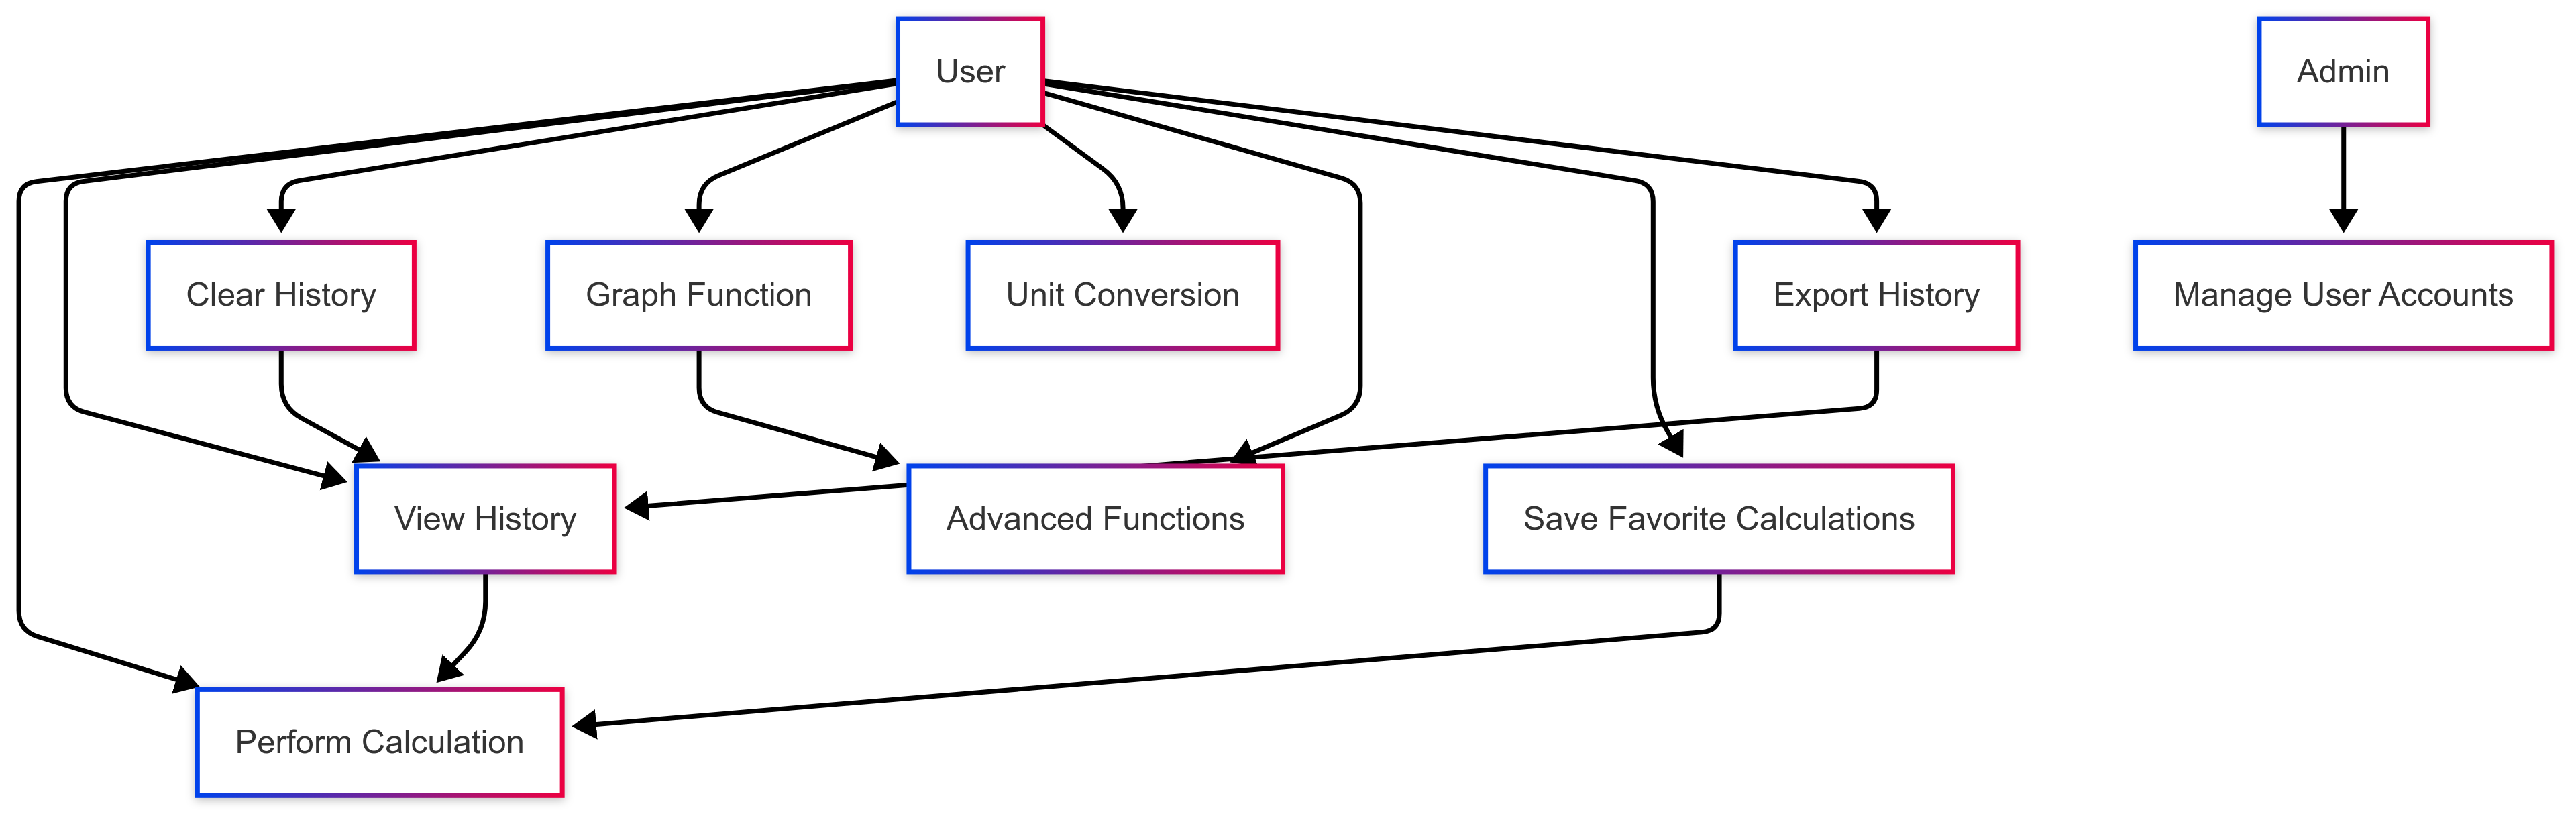 User
Admin
Clear History
Graph Function
Unit Conversion
Export History
Manage User Accounts
View History
Advanced Functions
Save Favorite Calculations
Perform Calculation